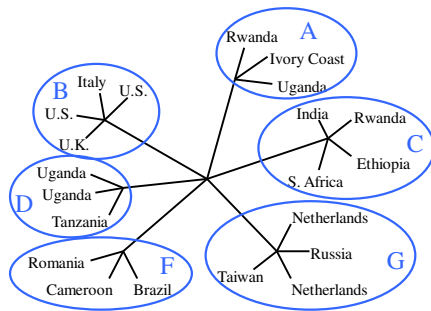 A
Rwanda
Ivory Coast
Uganda
B
Italy
U.S.
U.S.
U.K.
C
India
Rwanda
Ethiopia
S. Africa
D
Uganda
Uganda
Tanzania
F
Romania
Cameroon
Brazil
G
Netherlands
Russia
Taiwan
Netherlands